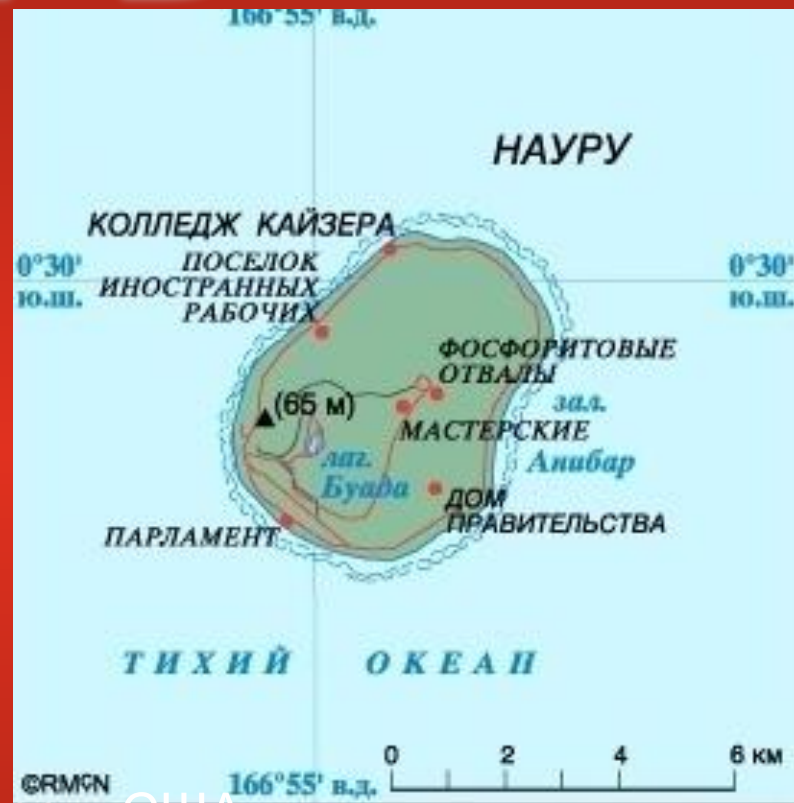 166°55' в.д.
НАУРУ
КОЛЛЕДЖ КАЙЗЕРА
0°30'
ю.ш.
0°30'
ю.ш.
ПОСЕЛОК
ИНОСТРАННЫХ
РАБОЧИХ
ФОСФОРИТОВЫЕ
ОТВАЛЫ
(65 м)
МАСТЕРСКИЕ
зал.
Анибар
лаг.
Буада
ДОМ
ПРАВИТЕЛЬСТВА
ПАРЛАМЕНТ
ТИХИЙ ОКЕАН
0 2 4 6 км
©RMcN
166°55' в.д.